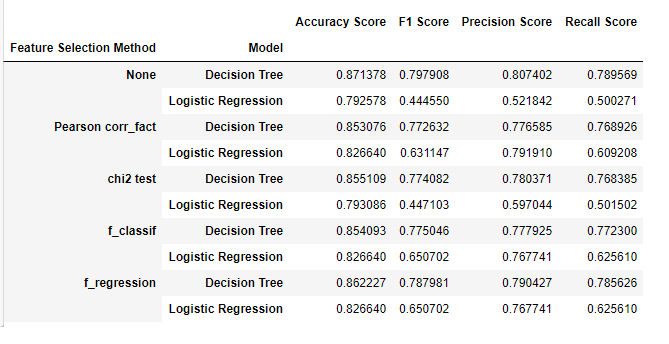 Accuracy Score F1 Score Precision Score Recall Score
Feature Selection Method Model
None Decision Tree 0.871378 0.797908 0.807402 0.789569
Logistic Regression 0.792578 0.444550 0.521842 0.500271
Pearson corr_fact Decision Tree 0.853076 0.772632 0.776585 0.768926
Logistic Regression 0.826640 0.631147 0.791910 0.609208
chi2 test Decision Tree 0.855109 0.774082 0.780371 0.768385
Logistic Regression 0.793086 0.447103 0.597044 0.501502
f_classif Decision Tree 0.854093 0.775046 0.777925 0.772300
Logistic Regression 0.826640 0.650702 0.767741 0.625610
f_regression Decision Tree 0.862227 0.787981 0.790427 0.785626
Logistic Regression 0.826640 0.650702 0.767741 0.625610